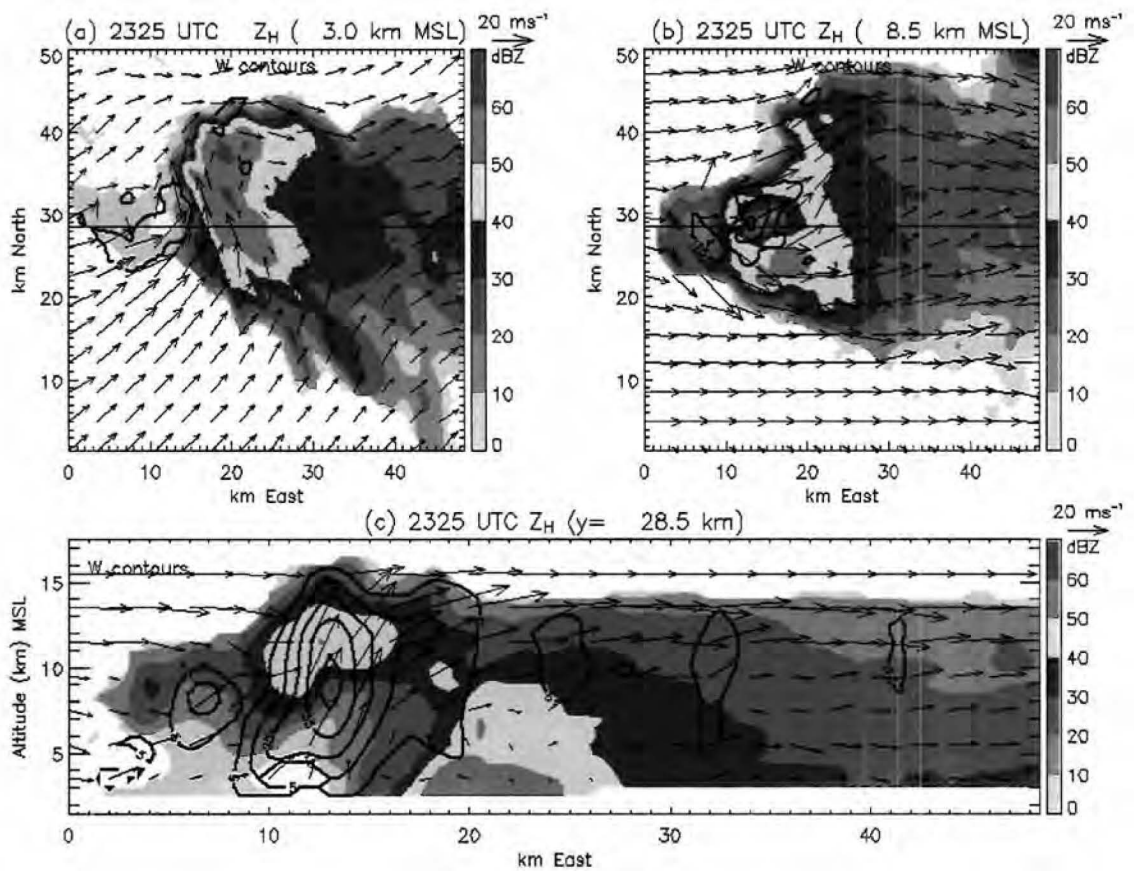 20 ms⁻¹
(a) 2325 UTC Z_H ( 3.0 km MSL)
W contours
dBZ
50
40
30
20
10
km North
0 10 20 30 40
km East
60
50
40
30
20
10
0
20 ms⁻¹
(b) 2325 UTC Z_H ( 8.5 km MSL)
W contours
dBZ
50
40
30
20
10
km North
0 10 20 30 40
km East
60
50
40
30
20
10
0
(c) 2325 UTC Z_H (y= 28.5 km)
20 ms⁻¹
W contours
dBZ
15
10
5
Altitude (km) MSL
5
0 10 20 30 40
km East
60
50
40
30
20
10
0